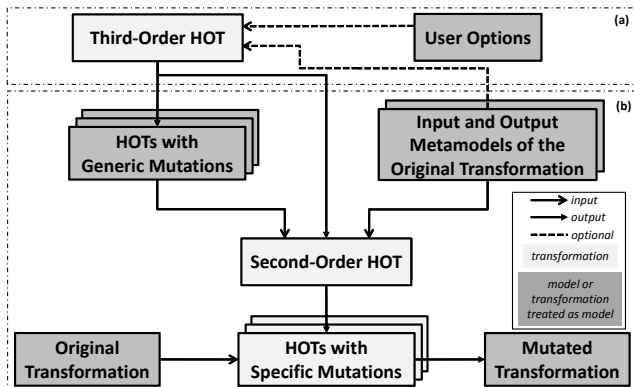 (a)
Third-Order HOT
User Options
(b)
HOTs with
Generic Mutations
Input and Output
Metamodels of the
Original Transformation
input
output
optional
transformation
model or
transformation
treated as model
Second-Order HOT
Original
Transformation
HOTs with
Specific Mutations
Mutated
Transformation